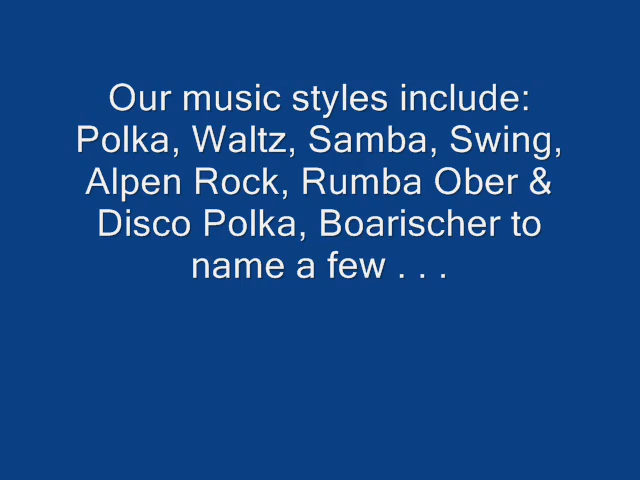 Our music styles include:
Polka, Waltz, Samba, Swing,
Alpen Rock, Rumba Ober &
Disco Polka, Boarischer to
name a few . . .